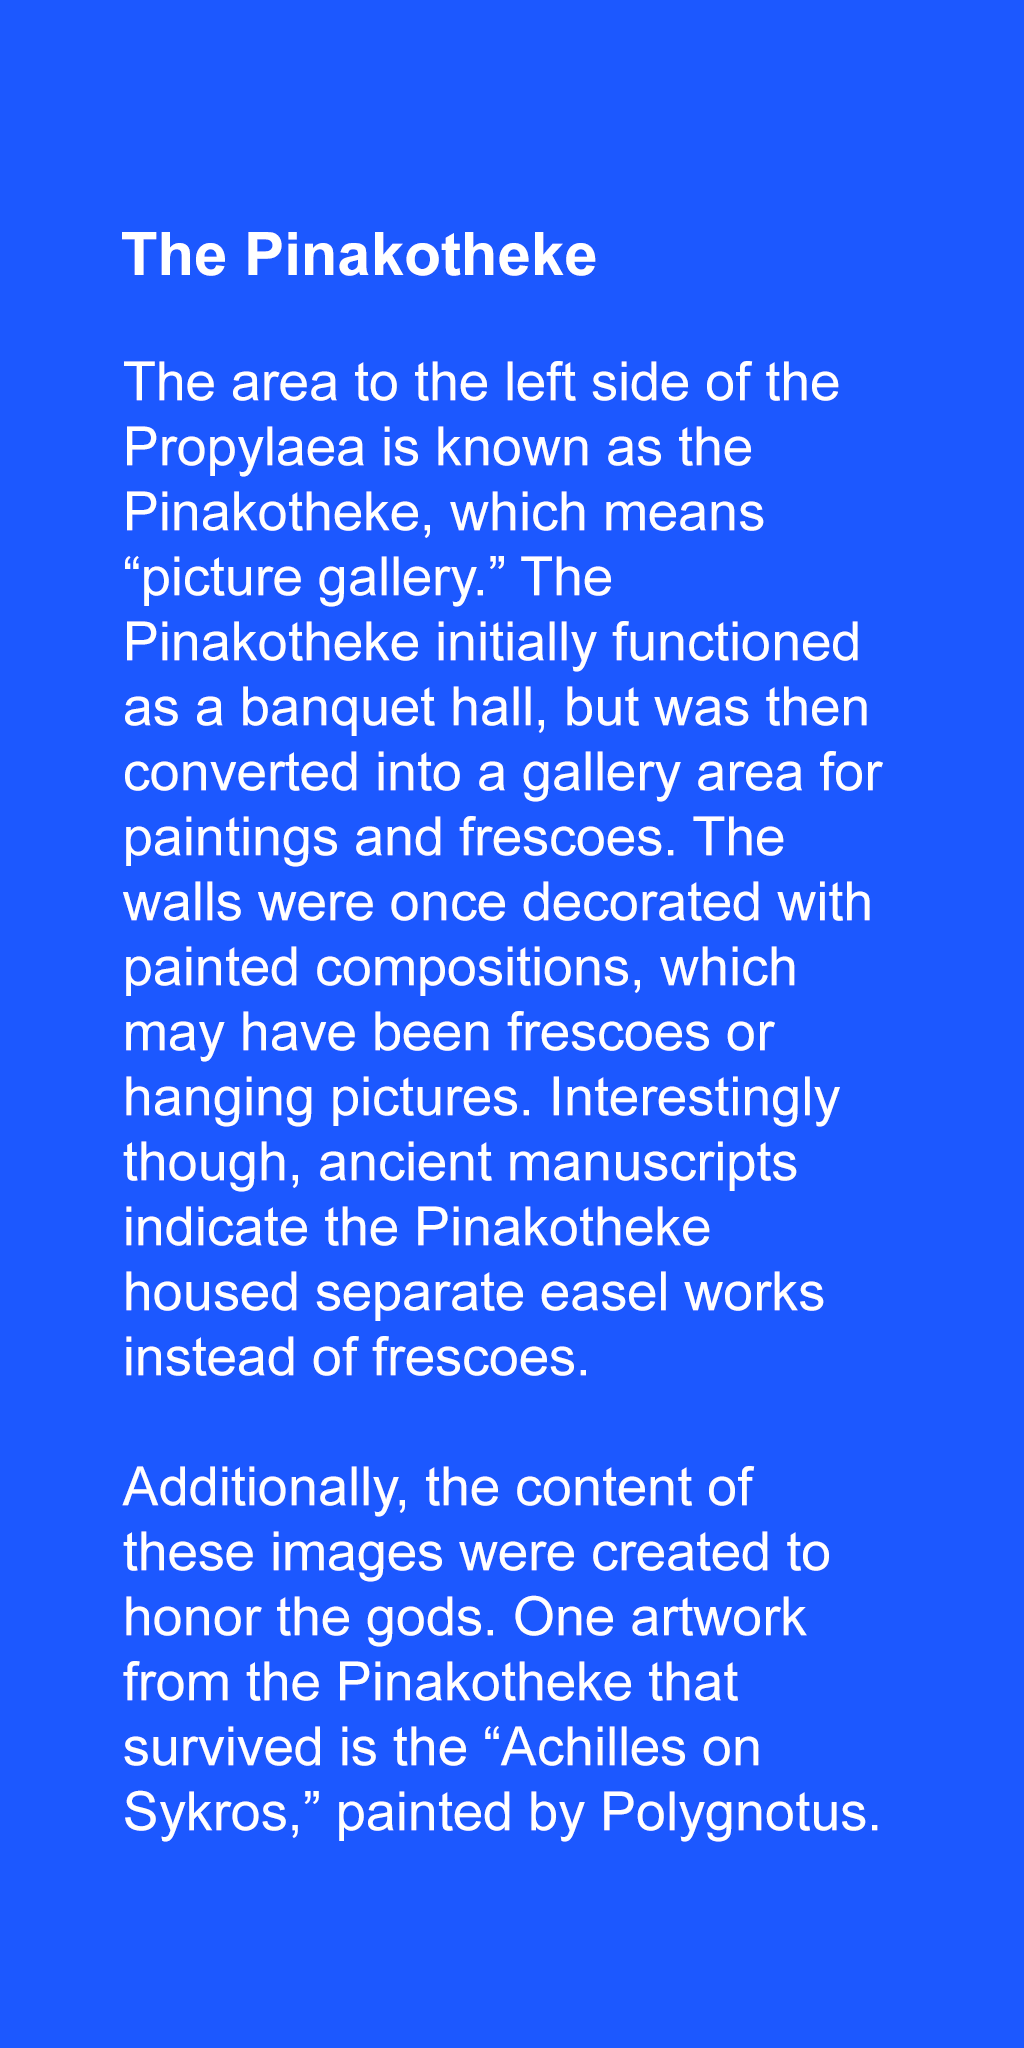 The Pinakotheke
The area to the left side of the
Propylaea is known as the
Pinakotheke, which means
“picture gallery.” The
Pinakotheke initially functioned
as a banquet hall, but was then
converted into a gallery area for
paintings and frescoes. The
walls were once decorated with
painted compositions, which
may have been frescoes or
hanging pictures. Interestingly
though, ancient manuscripts
indicate the Pinakotheke
housed separate easel works
instead of frescoes.
Additionally, the content of
these images were created to
honor the gods. One artwork
from the Pinakotheke that
survived is the “Achilles on
Sykros,” painted by Polygnotus.